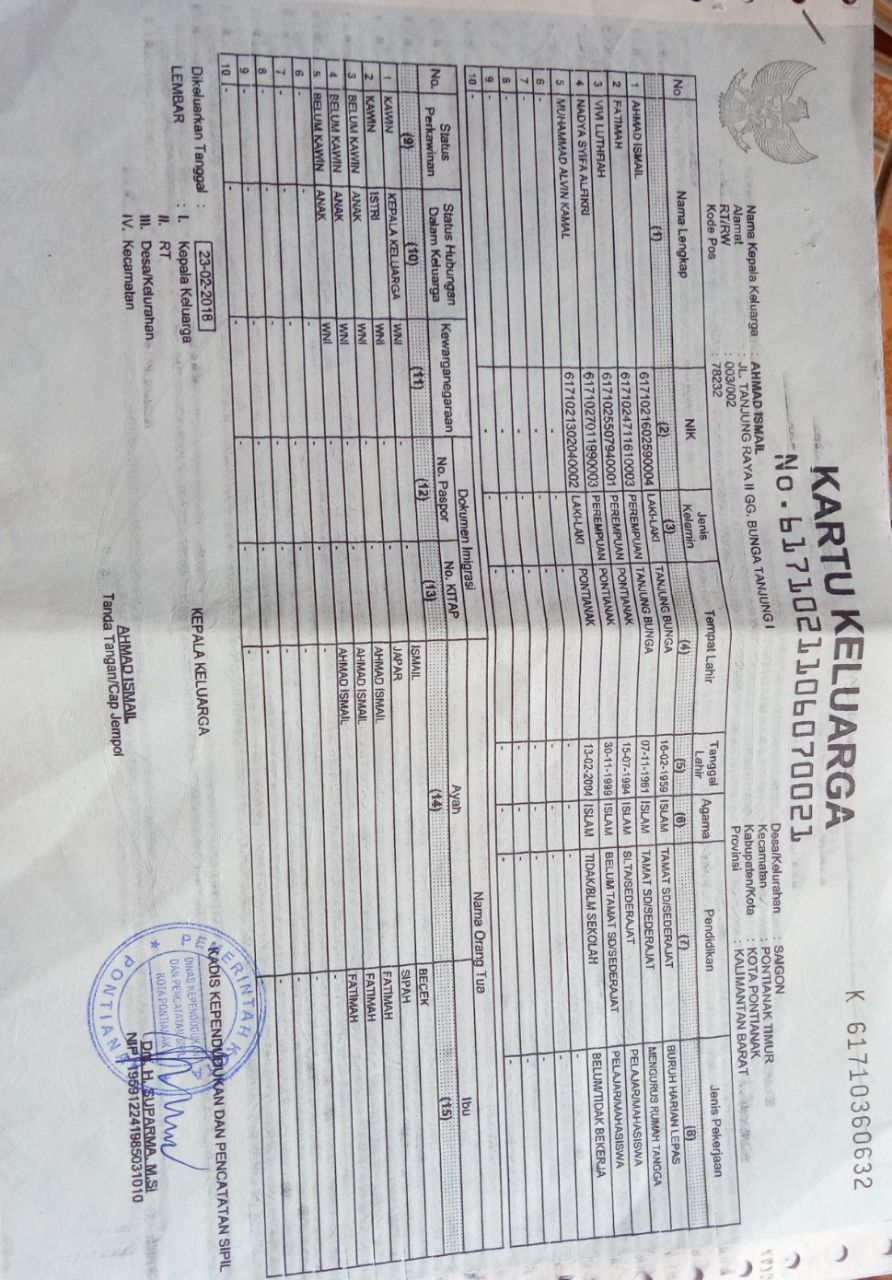 K 61710360632
KARTU KELUARGA
No.6171021106070021
Nama Kepala Keluarga : AHMAD ISMAIL
Alamat : JL. TANJUNG RAYA II GG. BUNGA TANJUNG I
RT/RW : 003/002
Kode Pos : 78232
Desa/Kelurahan : SAIGON
Kecamatan : PONTIANAK TIMUR
Kabupaten/Kota : KOTA PONTIANAK
Provinsi : KALIMANTAN BARAT
No Nama Lengkap NIK Jenis Kelamin Tempat Lahir Tanggal Lahir Agama Pendidikan Jenis Pekerjaan
(1) (2) (3) (4) (5) (6) (7) (8)
1 AHMAD ISMAIL 6171021602590004 LAKI-LAKI TANJUNG BUNGA 16-02-1959 ISLAM TAMAT SD/SEDERAJAT BURUH HARIAN LEPAS
2 FATIMAH 6171024711610003 PEREMPUAN TANJUNG BUNGA 07-11-1961 ISLAM TAMAT SD/SEDERAJAT MENGURUS RUMAH TANGGA
3 VIVI LUTHFIAH 6171025507940001 PEREMPUAN PONTIANAK 15-07-1994 ISLAM SLTA/SEDERAJAT PELAJAR/MAHASISWA
4 NADYA SYIFA ALFIKRI 6171027011990003 PEREMPUAN PONTIANAK 30-11-1999 ISLAM BELUM TAMAT SD/SEDERAJAT PELAJAR/MAHASISWA
5 MUHAMMAD ALVIN KAMAL 6171021302040002 LAKI-LAKI PONTIANAK 13-02-2004 ISLAM TIDAK/BLM SEKOLAH BELUM/TIDAK BEKERJA
6 - - - - - - - -
7 - - - - - - - -
8 - - - - - - - -
9 - - - - - - - -
10 - - - - - - - -
No. Status Perkawinan Status Hubungan Dalam Keluarga Kewarganegaraan Dokumen Imigrasi Nama Orang Tua
No. Paspor No. KITAP Ayah Ibu
(9) (10) (11) (12) (13) (14) (15)
1 KAWIN KEPALA KELUARGA WNI - - ISMAIL BECEK
2 KAWIN ISTRI WNI - - JAPAR SIPAH
3 BELUM KAWIN ANAK WNI - - AHMAD ISMAIL FATIMAH
4 BELUM KAWIN ANAK WNI - - AHMAD ISMAIL FATIMAH
5 BELUM KAWIN ANAK WNI - - AHMAD ISMAIL FATIMAH
6 - - - - - - -
7 - - - - - - -
8 - - - - - - -
9 - - - - - - -
10 - - - - - - -
Dikeluarkan Tanggal : 23-02-2018
LEMBAR : I. Kepala Keluarga
II. RT
III. Desa/Kelurahan
IV. Kecamatan
KEPALA KELUARGA
AHMAD ISMAIL
Tanda Tangan/Cap Jempol
KADIS KEPENDUDUKAN DAN PENCATATAN SIPIL
DINAS KEPENDUDUKAN
DAN PENCATATAN SIPIL
KOTA PONTIANAK
Drs. H. SUPARMA, M.Si
NIP. 195912241985031010